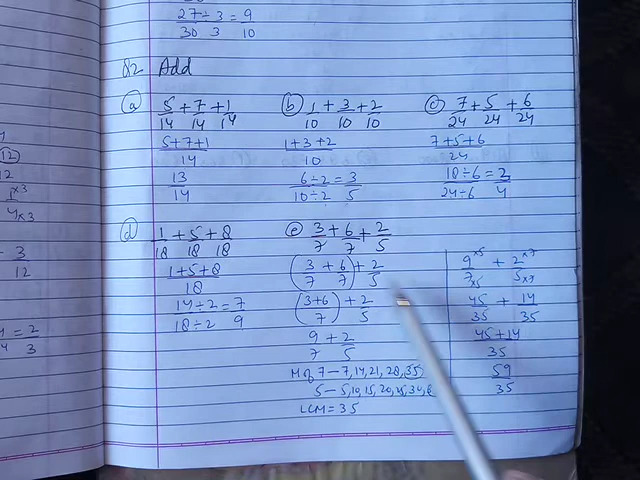 27÷3 = 9
30 3 10
Q2 Add
(a) 5/14 + 7/14 + 1/14
5+7+1/14
13/14
(b) 1/10 + 3/10 + 2/10
1+3+2/10
6÷2/10÷2 = 3/5
(c) 7/24 + 5/24 + 6/24
7+5+6/24
18÷6/24÷6 = 2/4
(d) 1/18 + 5/18 + 8/18
1+5+8/18
14÷2/18÷2 = 7/9
(e) 3/7 + 6/7 + 2/5
(3/7 + 6/7) + 2/5
(3+6/7) + 2/5
9/7 + 2/5
M of 7 – 7, 14, 21, 28, 35
5 – 5, 10, 15, 20, 25, 30,
LCM = 35
9×5/7×5 + 2×7/5×7
45/35 + 14/35
45+14/35
59/35
12
×3
4×3
3
12
= 2
3